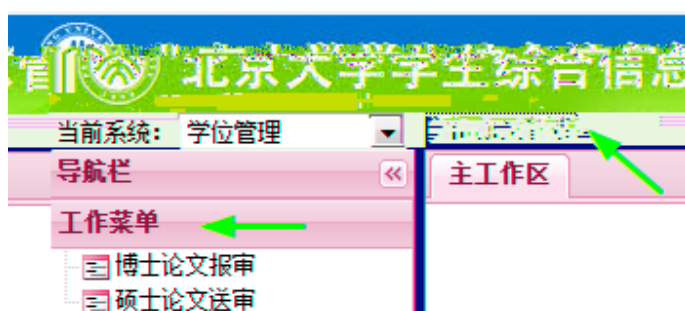 北京大学学生综合信息
当前系统: 学位管理
导航栏
主工作区
工作菜单
博士论文报审
硕士论文送审